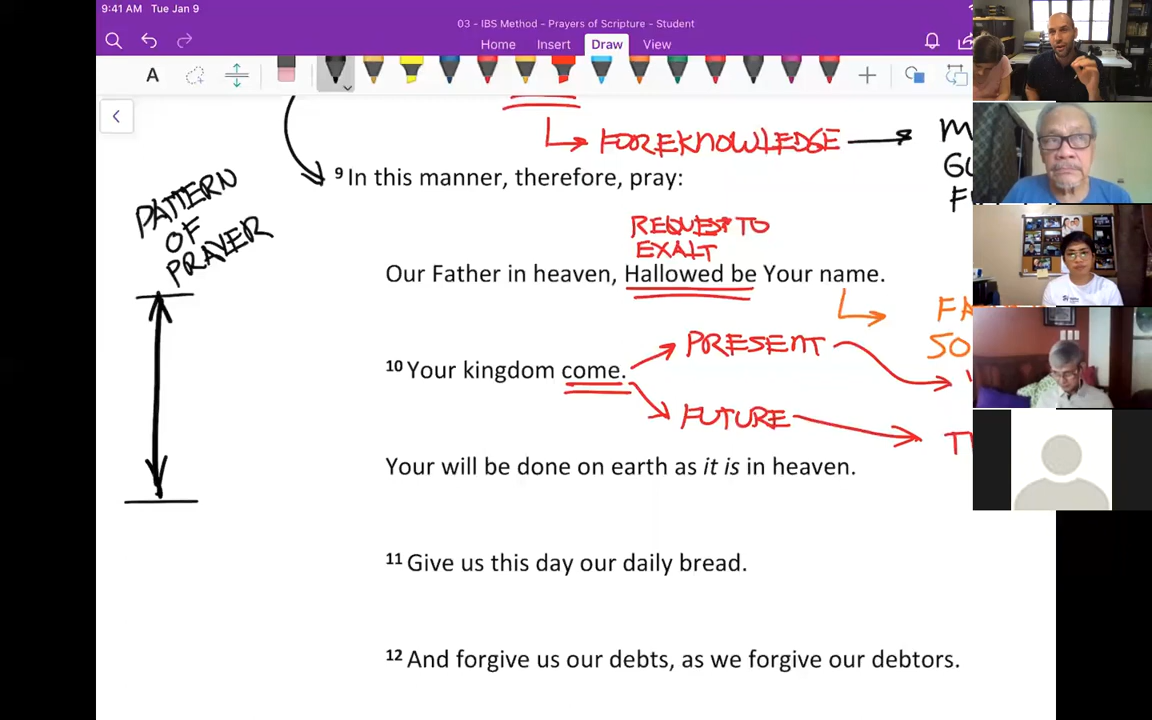 9:41 AM Tue Jan 9
03 - IBS Method - Prayers of Scripture - Student
Home Insert Draw View
A
FOREKNOWLEDGE
9 In this manner, therefore, pray:
PATTERN
OF
PRAYER
REQUEST TO
EXALT
Our Father in heaven, Hallowed be Your name.
PRESENT
10 Your kingdom come.
FUTURE
Your will be done on earth as it is in heaven.
11 Give us this day our daily bread.
12 And forgive us our debts, as we forgive our debtors.